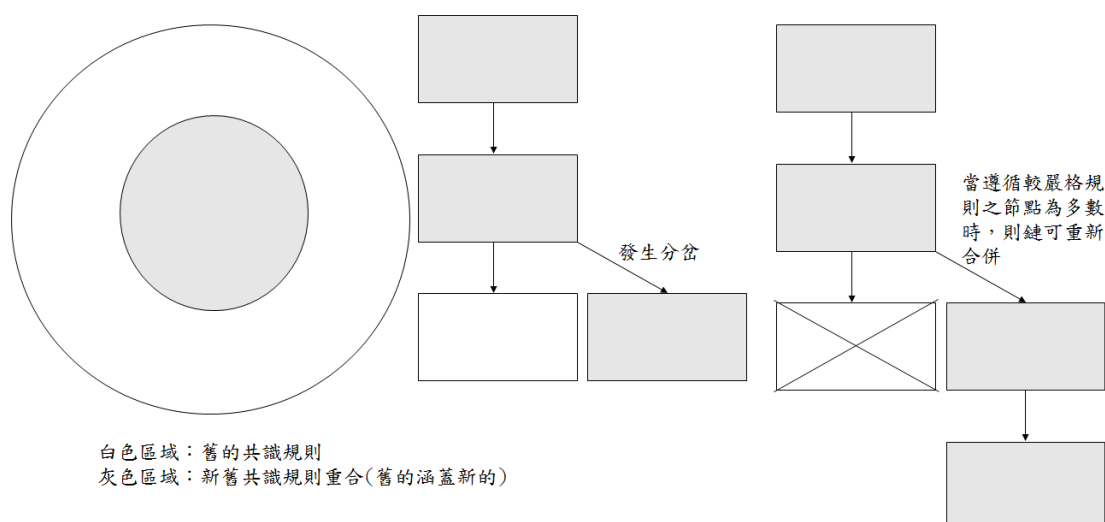 發生分岔
當遵循較嚴格規
則之節點為多數
時，則鏈可重新
合併
白色區域：舊的共識規則
灰色區域：新舊共識規則重合(舊的涵蓋新的)